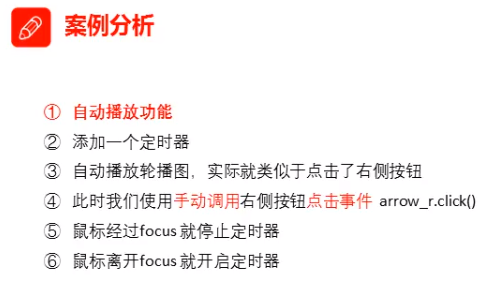 案例分析
① 自动播放功能
② 添加一个定时器
③ 自动播放轮播图，实际就类似于点击了右侧按钮
④ 此时我们使用手动调用右侧按钮点击事件 arrow_r.click()
⑤ 鼠标经过focus 就停止定时器
⑥ 鼠标离开focus 就开启定时器